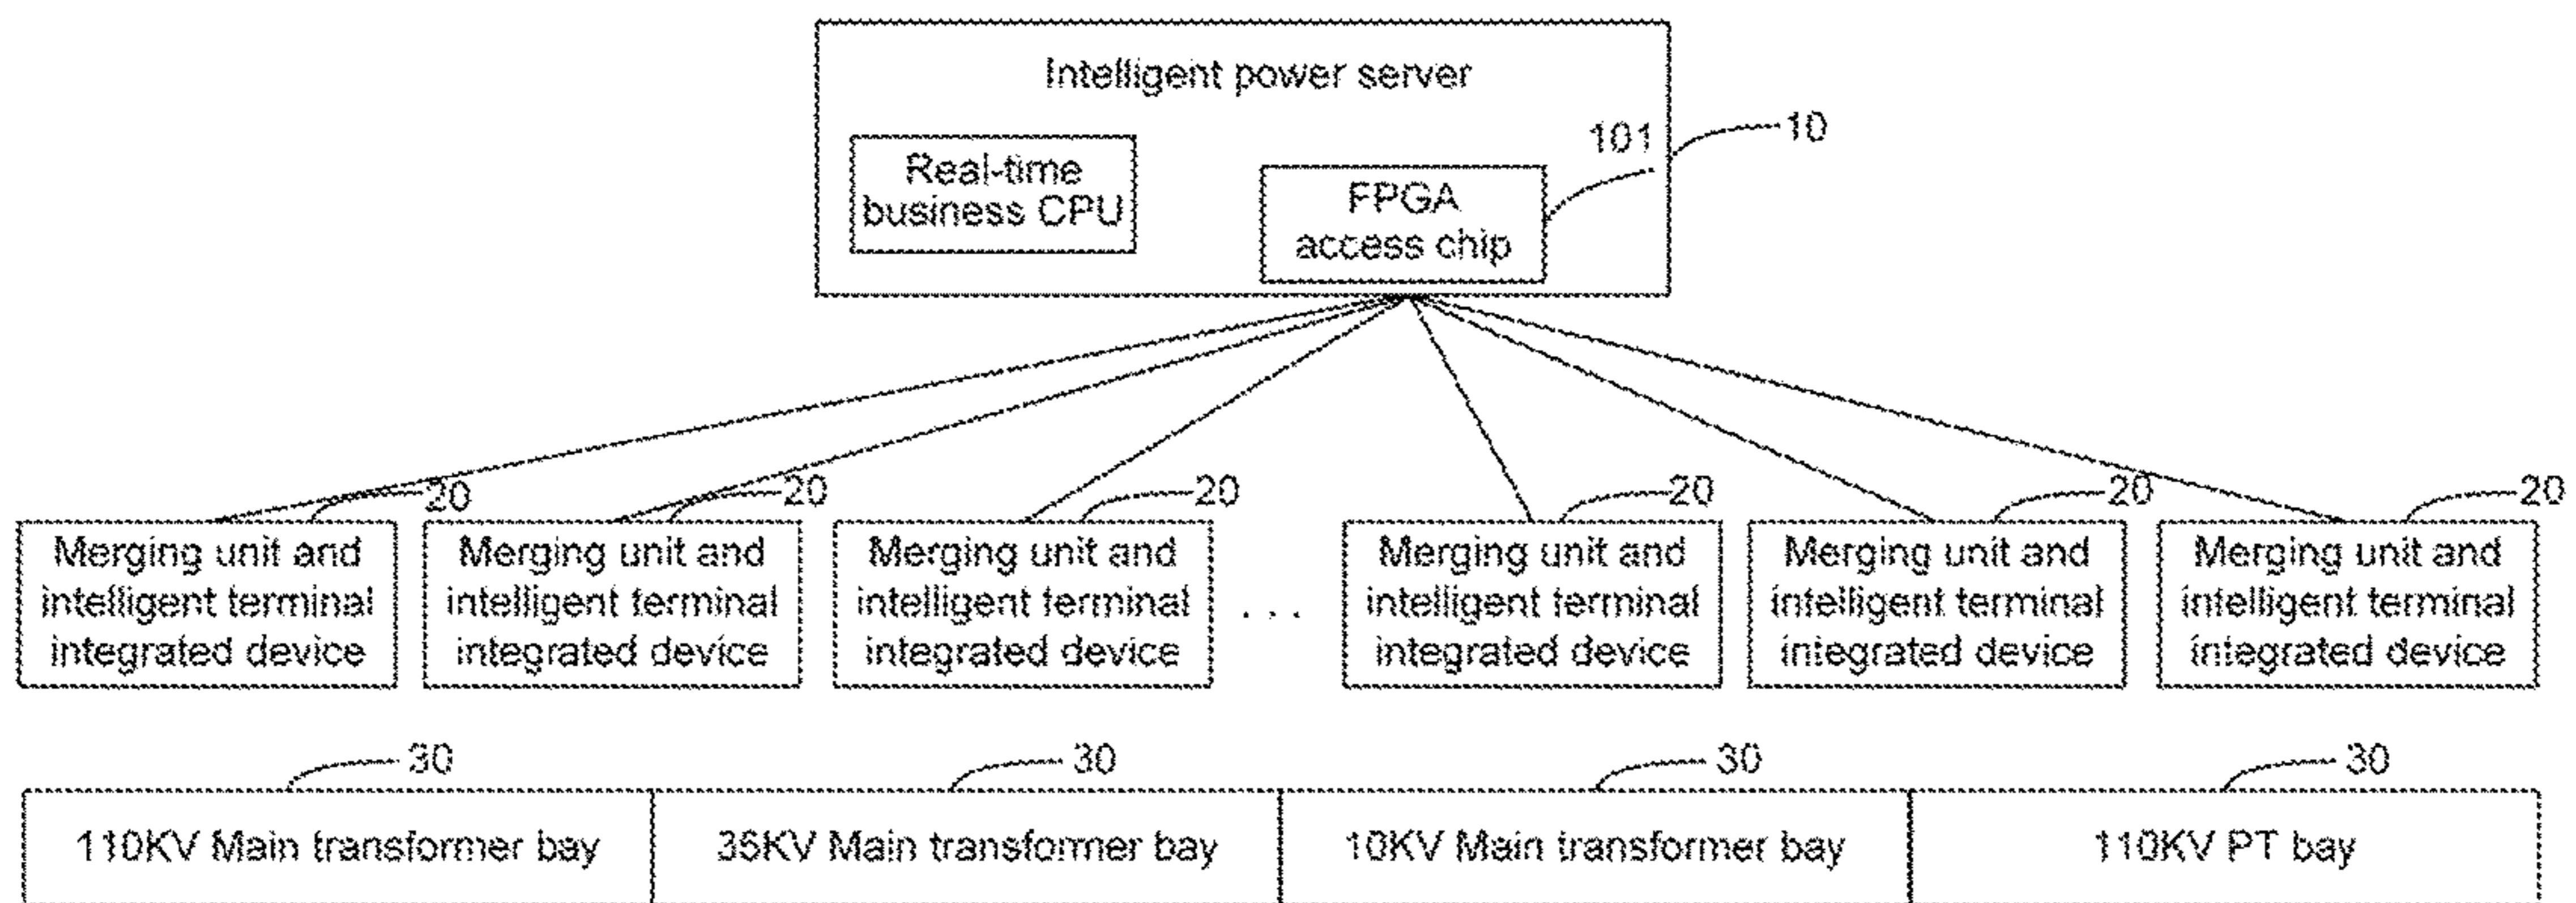 Intelligent power server
10
101
Real-time
business CPU
FPGA
access chip
20
20
20
20
20
20
Merging unit and
intelligent terminal
integrated device
Merging unit and
intelligent terminal
integrated device
Merging unit and
intelligent terminal
integrated device
. . .
Merging unit and
intelligent terminal
integrated device
Merging unit and
intelligent terminal
integrated device
Merging unit and
intelligent terminal
integrated device
30
30
30
30
110KV Main transformer bay
35KV Main transformer bay
10KV Main transformer bay
110KV PT bay